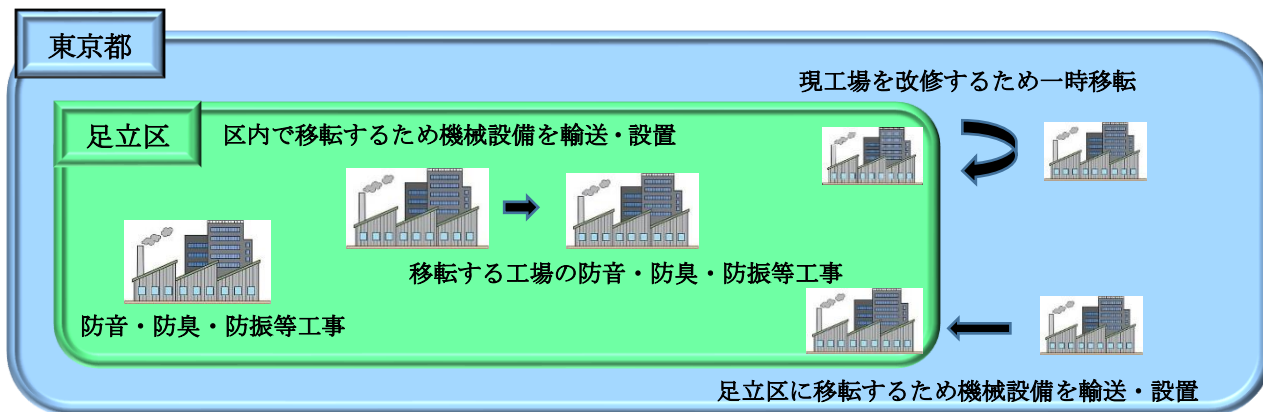 東京都
現工場を改修するため一時移転
足立区
区内で移転するため機械設備を輸送・設置
移転する工場の防音・防臭・防振等工事
防音・防臭・防振等工事
足立区に移転するため機械設備を輸送・設置